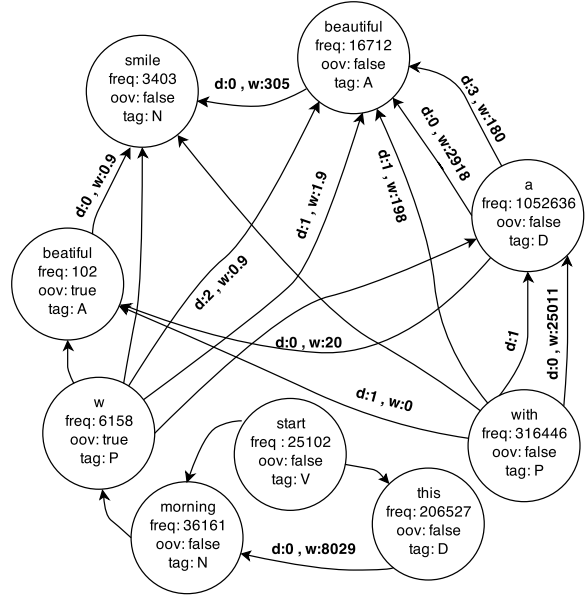 beautiful
freq: 16712
oov: false
tag: A
smile
freq: 3403
oov: false
tag: N
d:0 , w:305
d:3, w:180
d:0, w:2918
d:1, w:198
d:1, w:1.9
d:0, w:0.9
a
freq: 1052636
oov: false
tag: D
beatiful
freq: 102
oov: true
tag: A
d:2, w:0.9
d:0 , w:20
d:1
d:0, w:25011
d:1, w:0
w
freq: 6158
oov: true
tag: P
start
freq : 25102
oov: false
tag: V
with
freq: 316446
oov: false
tag: P
morning
freq: 36161
oov: false
tag: N
this
freq: 206527
oov: false
tag: D
d:0 , w:8029